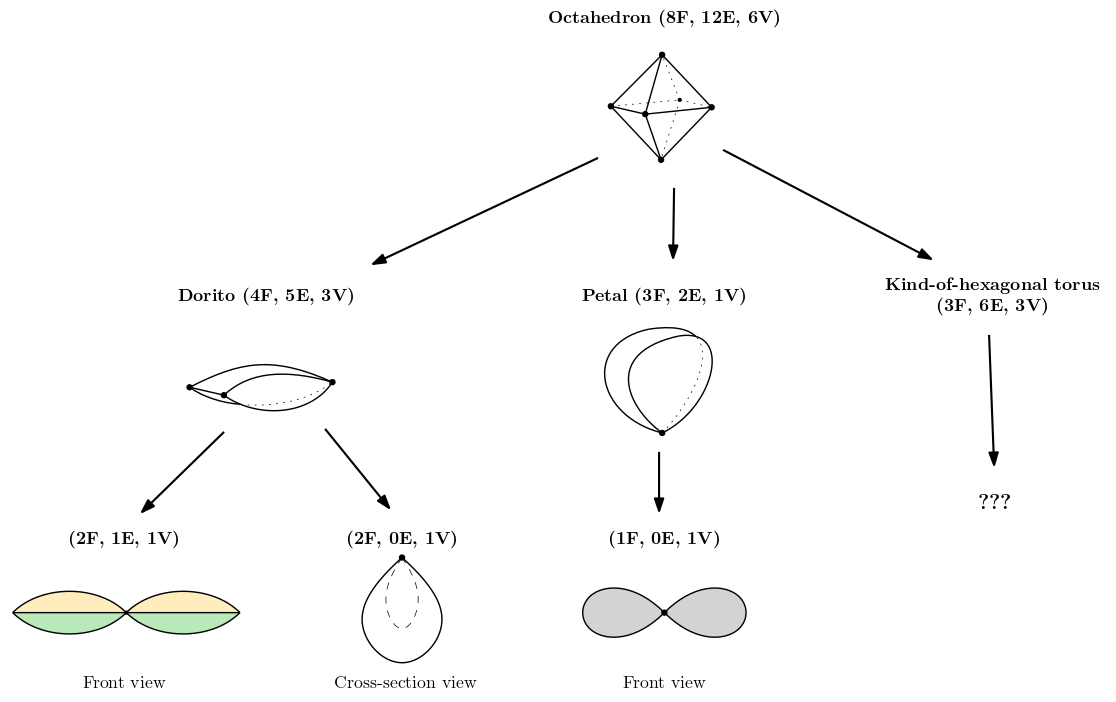 Octahedron (8F, 12E, 6V)
Dorito (4F, 5E, 3V)
Petal (3F, 2E, 1V)
Kind-of-hexagonal torus
(3F, 6E, 3V)
???
(2F, 1E, 1V)
(2F, 0E, 1V)
(1F, 0E, 1V)
Front view
Cross-section view
Front view